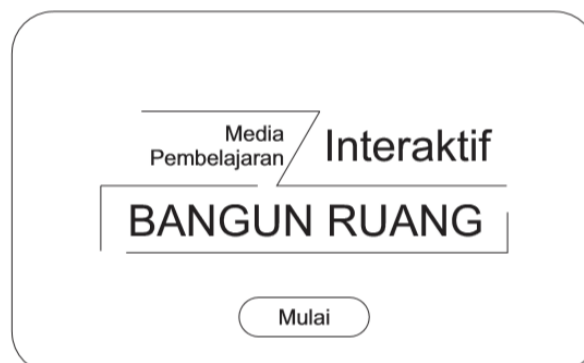 Media
Pembelajaran
Interaktif
BANGUN RUANG
Mulai